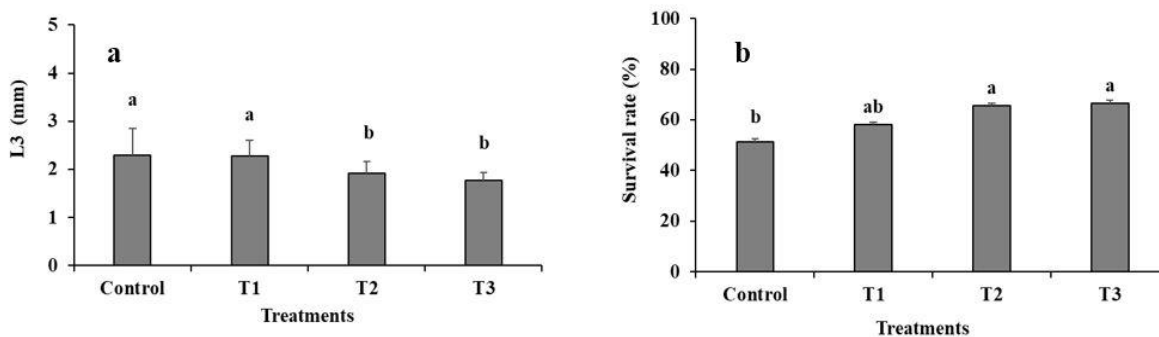 5
a
4
a
a
3
b
b
2
1
0
L3 (mm)
Control T1 T2 T3
Treatments
100
b
80
a
a
ab
b
60
40
20
0
Survival rate (%)
Control T1 T2 T3
Treatments